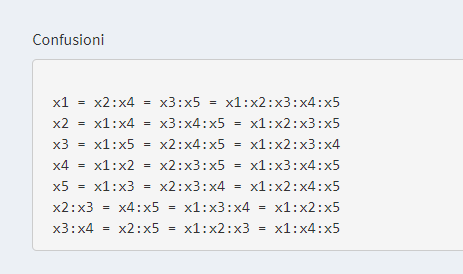 Confusioni
x1 = x2:x4 = x3:x5 = x1:x2:x3:x4:x5
x2 = x1:x4 = x3:x4:x5 = x1:x2:x3:x5
x3 = x1:x5 = x2:x4:x5 = x1:x2:x3:x4
x4 = x1:x2 = x2:x3:x5 = x1:x3:x4:x5
x5 = x1:x3 = x2:x3:x4 = x1:x2:x4:x5
x2:x3 = x4:x5 = x1:x3:x4 = x1:x2:x5
x3:x4 = x2:x5 = x1:x2:x3 = x1:x4:x5